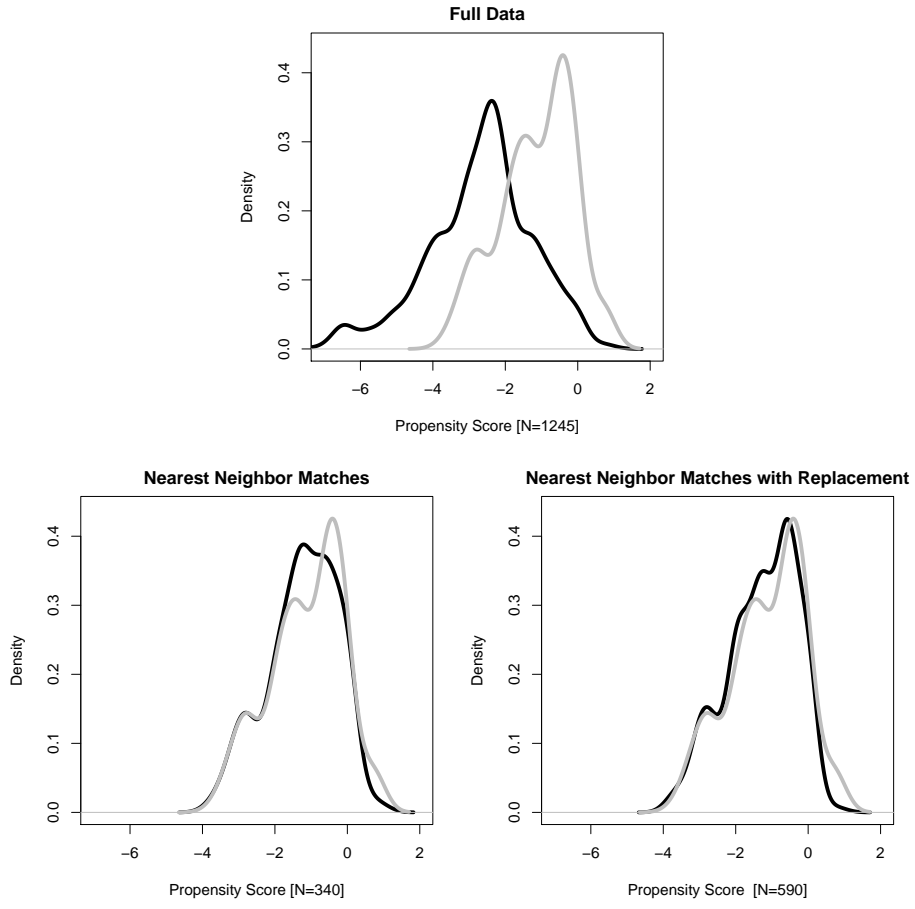 Full Data
0.4
0.3
0.2
0.1
0.0
Density
−6 −4 −2 0 2
Propensity Score [N=1245]
Nearest Neighbor Matches
0.4
0.3
0.2
0.1
0.0
Density
−6 −4 −2 0 2
Propensity Score [N=340]
Nearest Neighbor Matches with Replacement
0.4
0.3
0.2
0.1
0.0
Density
−6 −4 −2 0 2
Propensity Score [N=590]